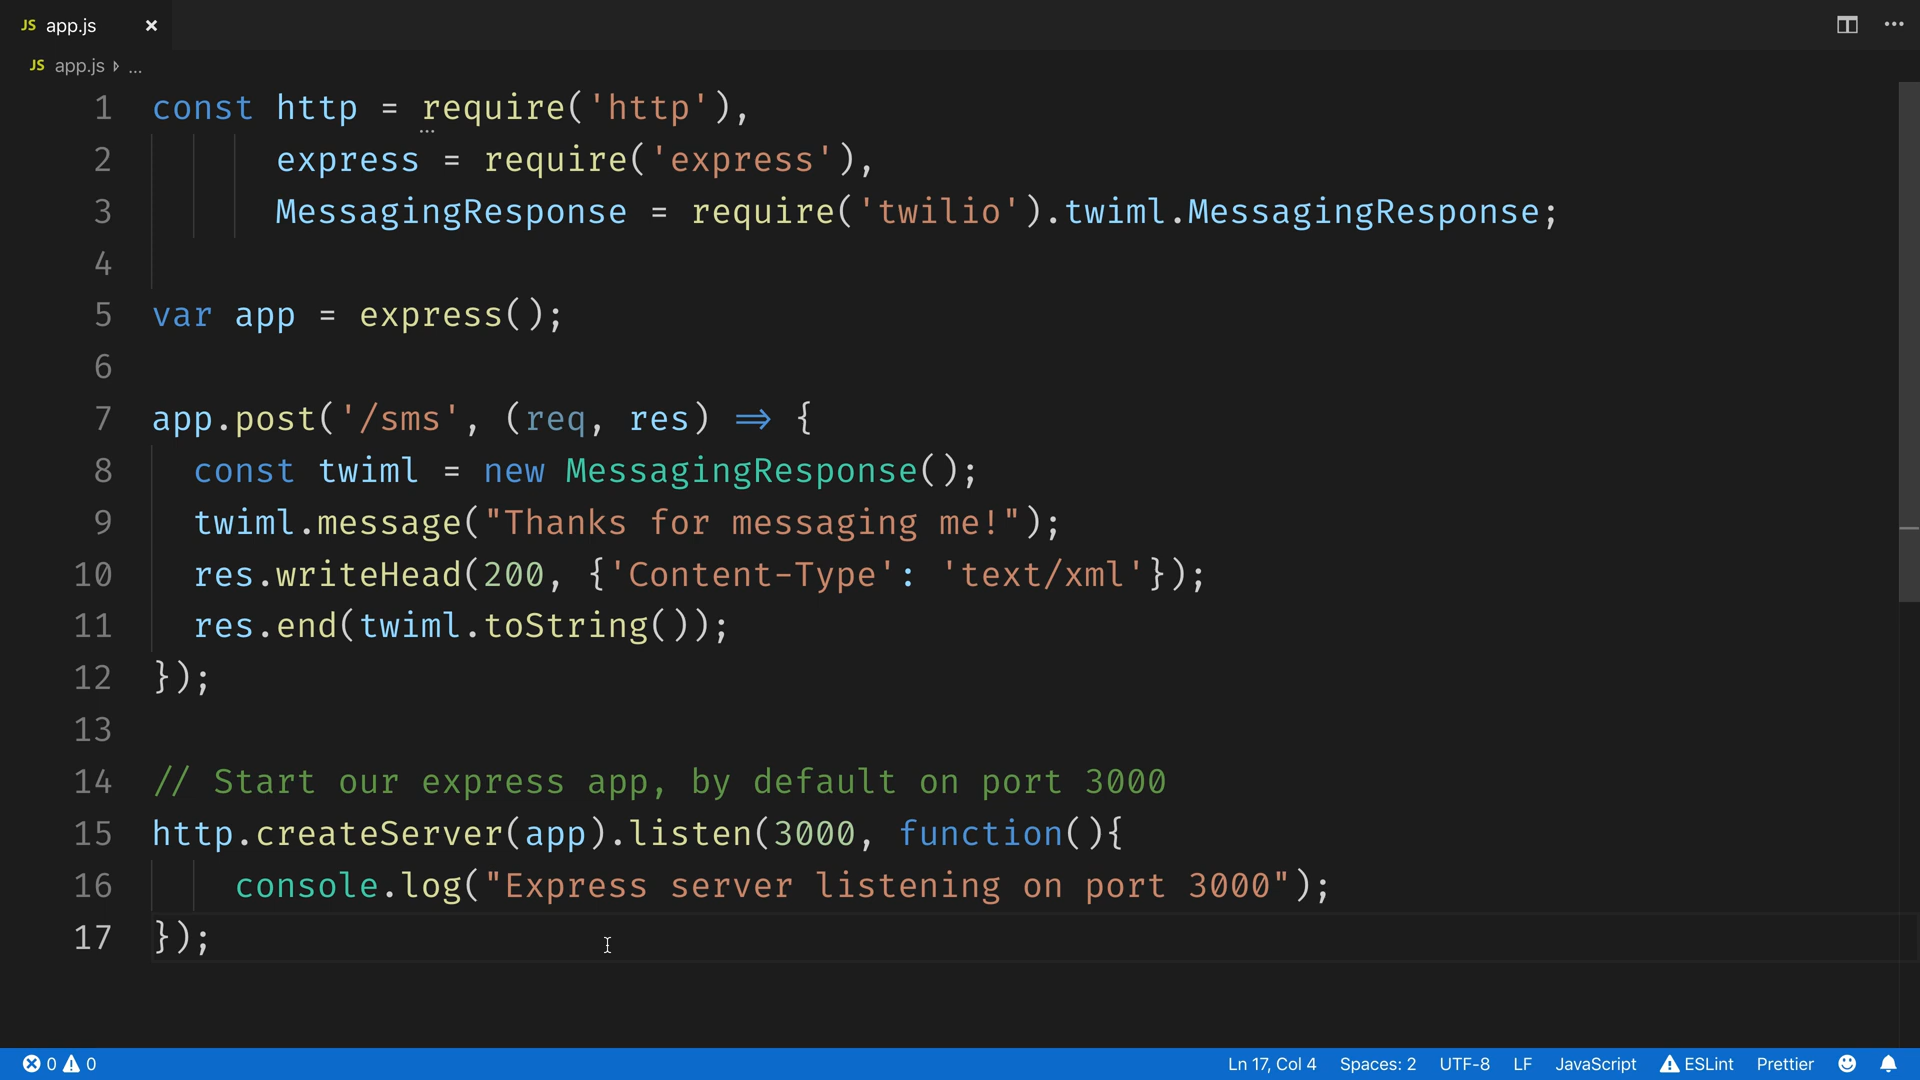 JS app.js ×
JS app.js ...
1 const http = require('http'),
2 express = require('express'),
3 MessagingResponse = require('twilio').twiml.MessagingResponse;
4
5 var app = express();
6
7 app.post('/sms', (req, res) => {
8 const twiml = new MessagingResponse();
9 twiml.message("Thanks for messaging me!");
10 res.writeHead(200, {'Content-Type': 'text/xml'});
11 res.end(twiml.toString());
12 });
13
14 // Start our express app, by default on port 3000
15 http.createServer(app).listen(3000, function(){
16 console.log("Express server listening on port 3000");
17 });
0 0 Ln 17, Col 4 Spaces: 2 UTF-8 LF JavaScript ESLint Prettier